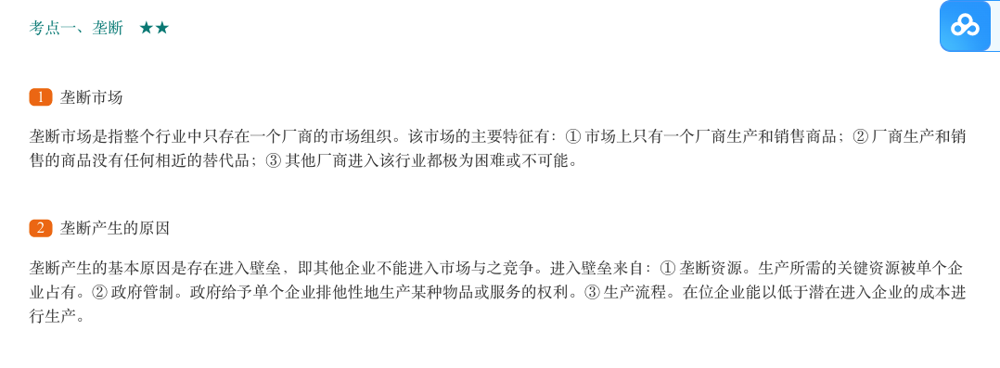 考点一、垄断 ★★
1 垄断市场
垄断市场是指整个行业中只存在一个厂商的市场组织。该市场的主要特征有：① 市场上只有一个厂商生产和销售商品；② 厂商生产和销
售的商品没有任何相近的替代品；③ 其他厂商进入该行业都极为困难或不可能。
2 垄断产生的原因
垄断产生的基本原因是存在进入壁垒，即其他企业不能进入市场与之竞争。进入壁垒来自：① 垄断资源。生产所需的关键资源被单个企
业占有。② 政府管制。政府给予单个企业排他性地生产某种物品或服务的权利。③ 生产流程。在位企业能以低于潜在进入企业的成本进
行生产。